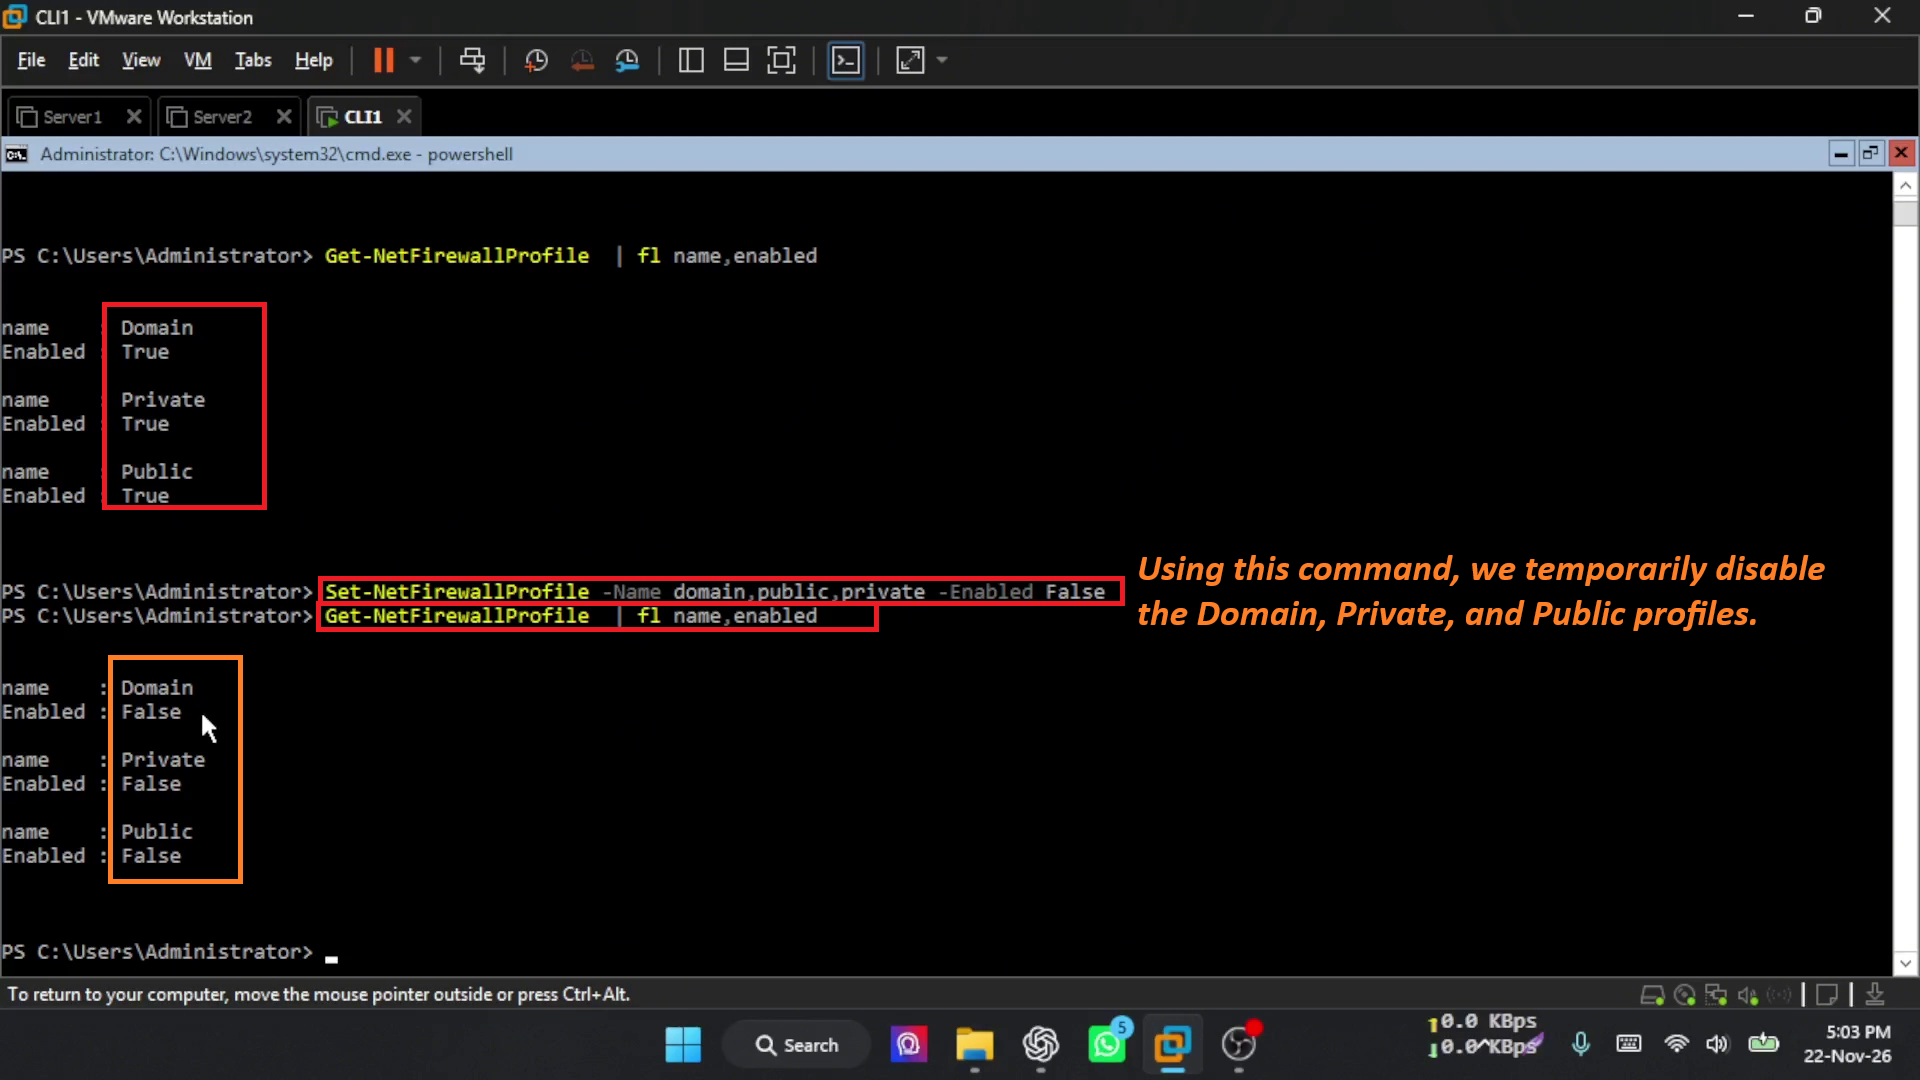 CLI1 - VMware Workstation
File Edit View VM Tabs Help
Server1 Server2 CLI1
Administrator: C:\Windows\system32\cmd.exe - powershell
PS C:\Users\Administrator> Get-NetFirewallProfile | fl name,enabled
name : Domain
Enabled : True
name : Private
Enabled : True
name : Public
Enabled : True
PS C:\Users\Administrator> Set-NetFirewallProfile -Name domain,public,private -Enabled False
PS C:\Users\Administrator> Get-NetFirewallProfile | fl name,enabled
Using this command, we temporarily disable
the Domain, Private, and Public profiles.
name : Domain
Enabled : False
name : Private
Enabled : False
name : Public
Enabled : False
PS C:\Users\Administrator>
To return to your computer, move the mouse pointer outside or press Ctrl+Alt.
Search
5
0.0 KBps
0.0 KBps
5:03 PM
22-Nov-26